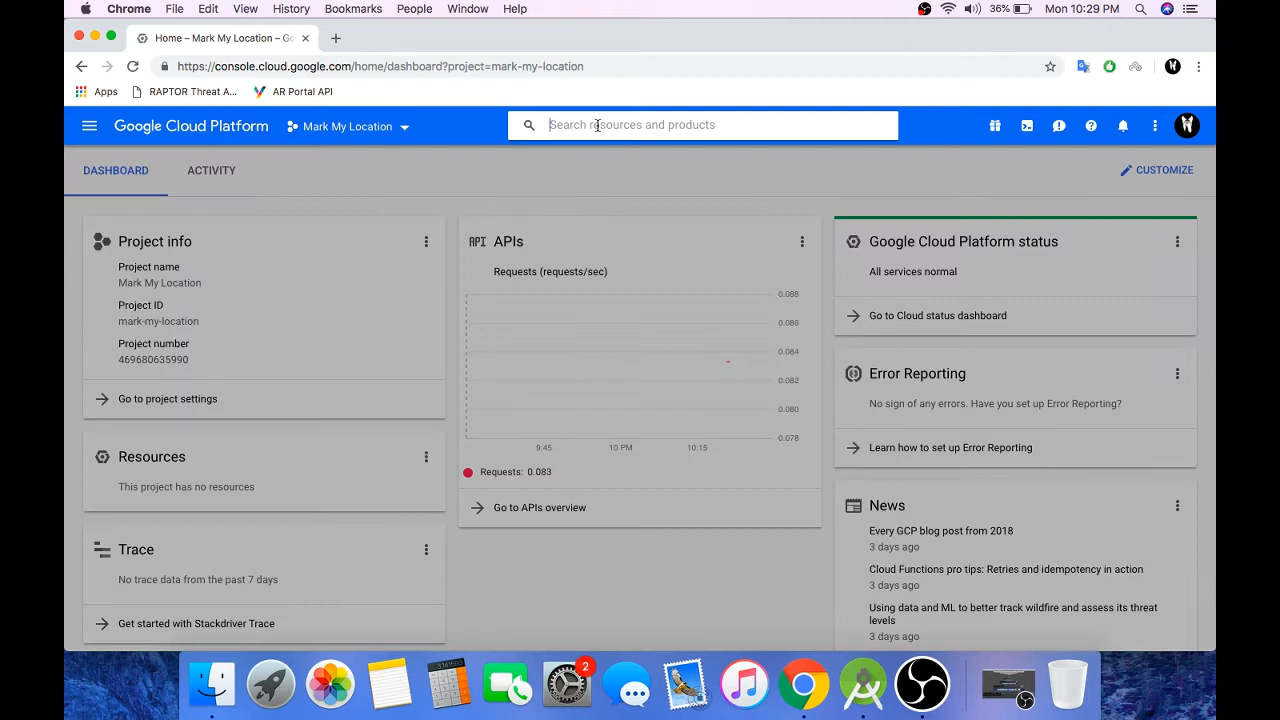 Chrome File Edit View History Bookmarks People Window Help 36% Mon 10:29 PM
Home – Mark My Location – Go
https://console.cloud.google.com/home/dashboard?project=mark-my-location
Apps RAPTOR Threat A... AR Portal API
Google Cloud Platform Mark My Location Search resources and products
DASHBOARD ACTIVITY CUSTOMIZE
Project info
Project name
Mark My Location
Project ID
mark-my-location
Project number
469680635990
Go to project settings
Resources
This project has no resources
Trace
No trace data from the past 7 days
Get started with Stackdriver Trace
API APIs
Requests (requests/sec)
0.088
0.086
0.084
0.082
0.080
0.078
9:45 10 PM 10:15
Requests: 0.083
Go to APIs overview
Google Cloud Platform status
All services normal
Go to Cloud status dashboard
Error Reporting
No sign of any errors. Have you set up Error Reporting?
Learn how to set up Error Reporting
News
Every GCP blog post from 2018
3 days ago
Cloud Functions pro tips: Retries and idempotency in action
3 days ago
Using data and ML to better track wildfire and assess its threat
levels
3 days ago
2